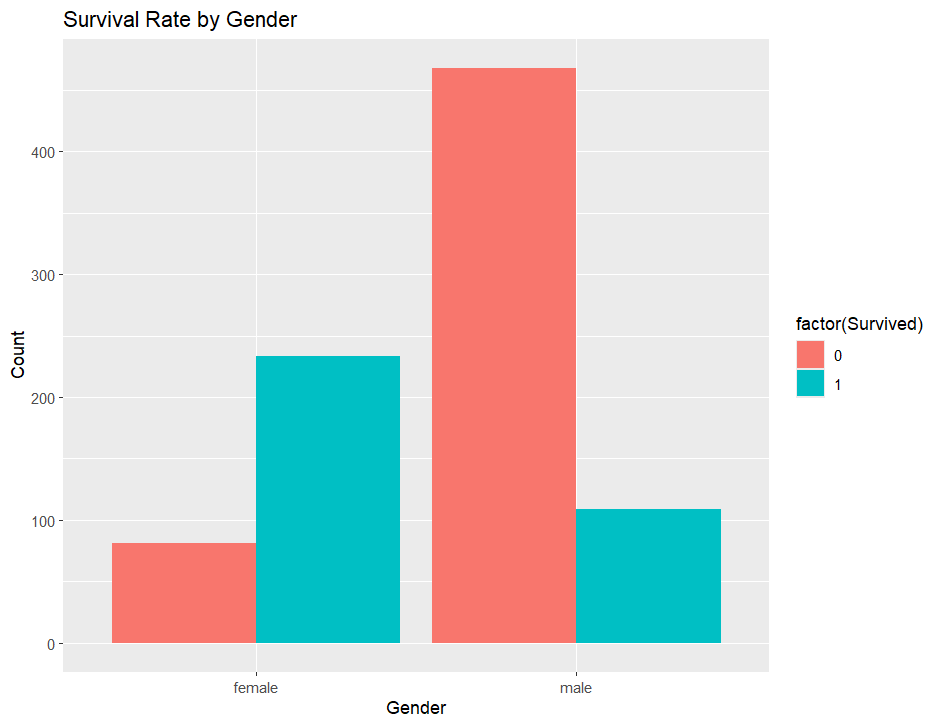 Survival Rate by Gender
Count
400
300
200
100
0
female
male
Gender
factor(Survived)
0
1